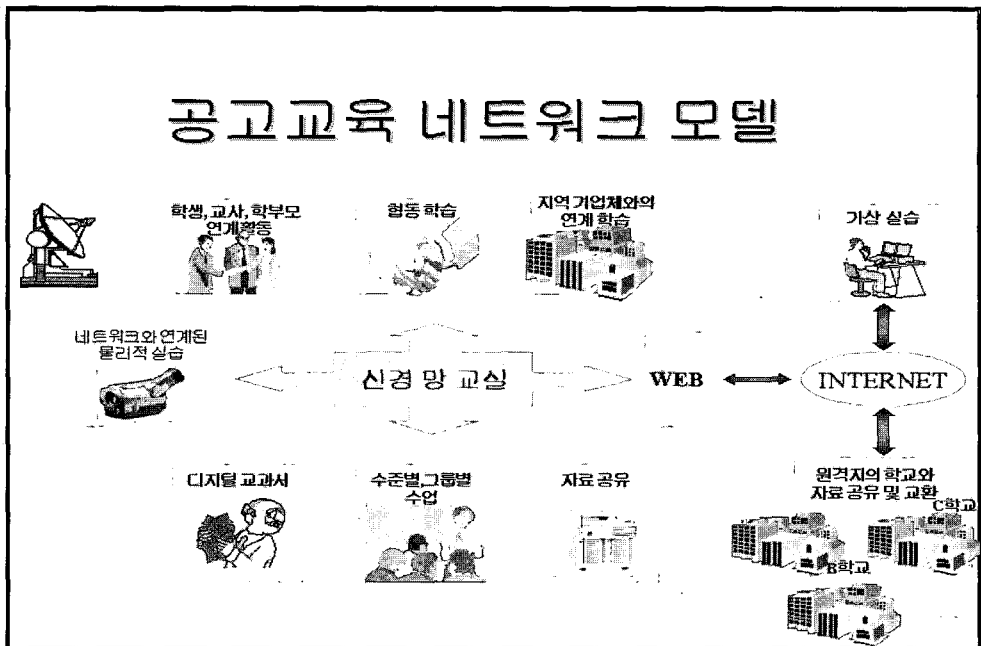 공고교육 네트워크 모델
학생, 교사, 학부모
연계활동
협동 학습
지역 기업체와의
연계 학습
가상 실습
네트워크와 연계된
물리적 실습
신경 망 교실
WEB
INTERNET
디지털 교과서
수준별, 그룹별
수업
자료 공유
원격지의 학교와
자료 공유 및 교환
C학교
B학교